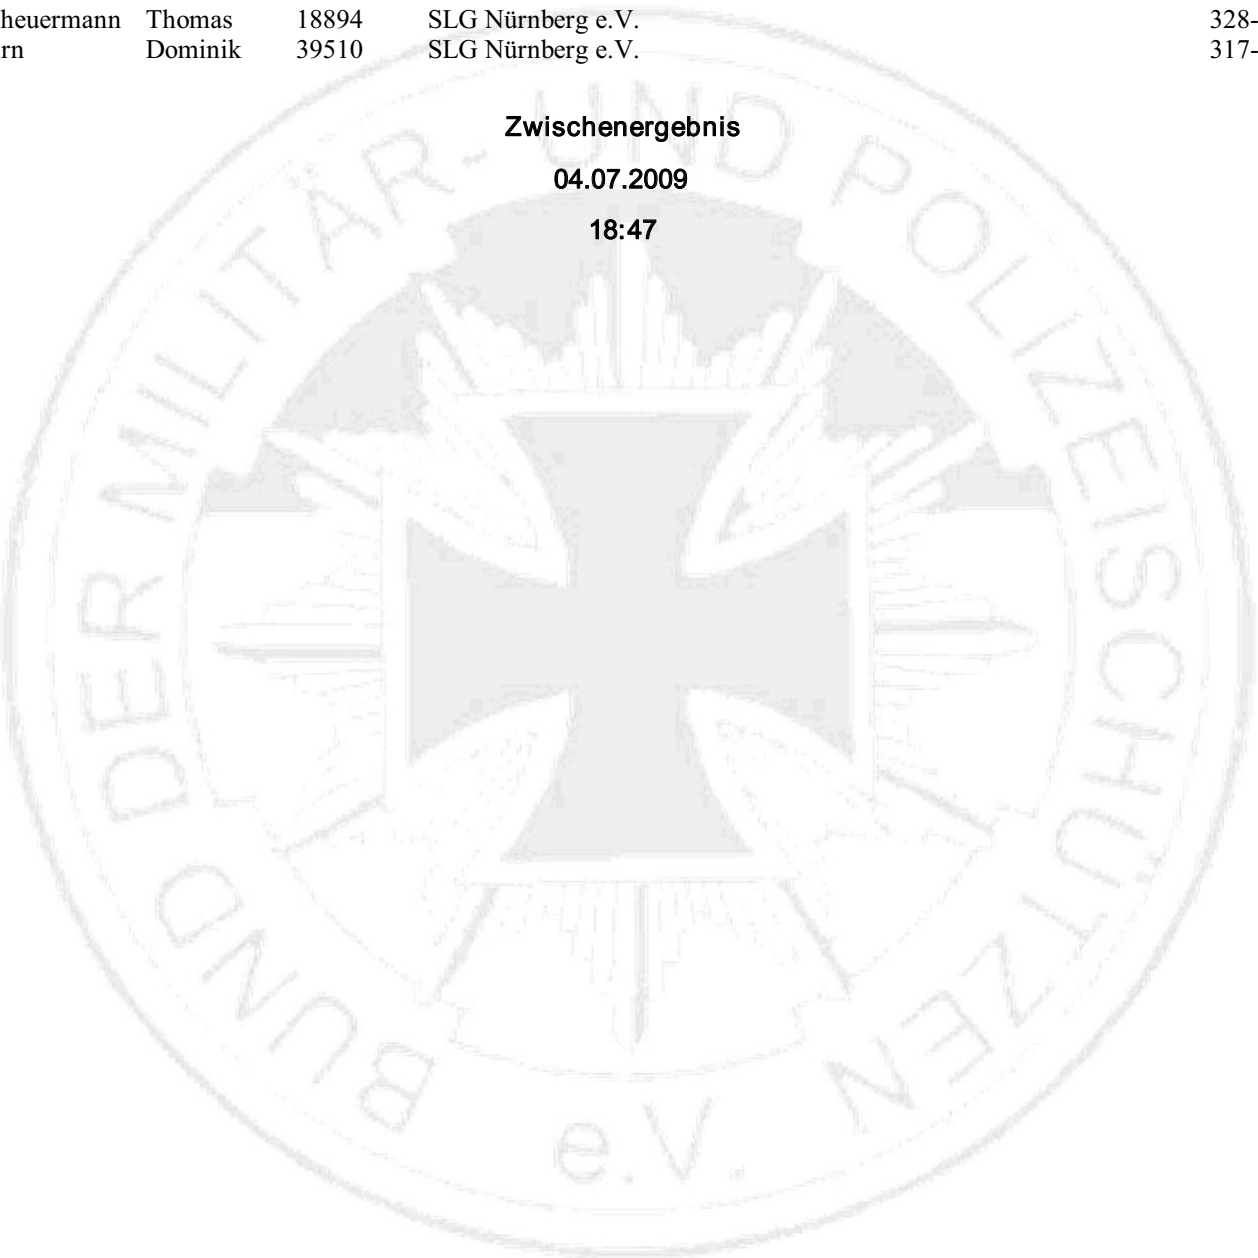 heuermann Thomas 18894 SLG Nürnberg e.V. 328-
rn Dominik 39510 SLG Nürnberg e.V. 317-
Zwischenergebnis
04.07.2009
18:47
BUND DER MILITÄR- UND POLIZEISCHÜTZEN
e.V.